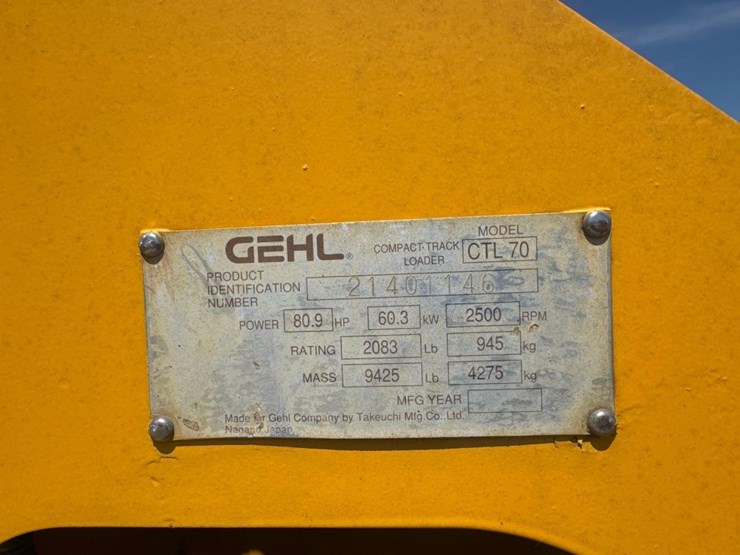 GEHL® COMPACT TRACK LOADER MODEL CTL 70
PRODUCT IDENTIFICATION NUMBER 21401146
POWER 80.9 HP 60.3 kW 2500 RPM
RATING 2083 Lb 945 kg
MASS 9425 Lb 4275 kg
MFG YEAR
Made for Gehl Company by Takeuchi Mfg.Co.,Ltd.
Nagano Japan